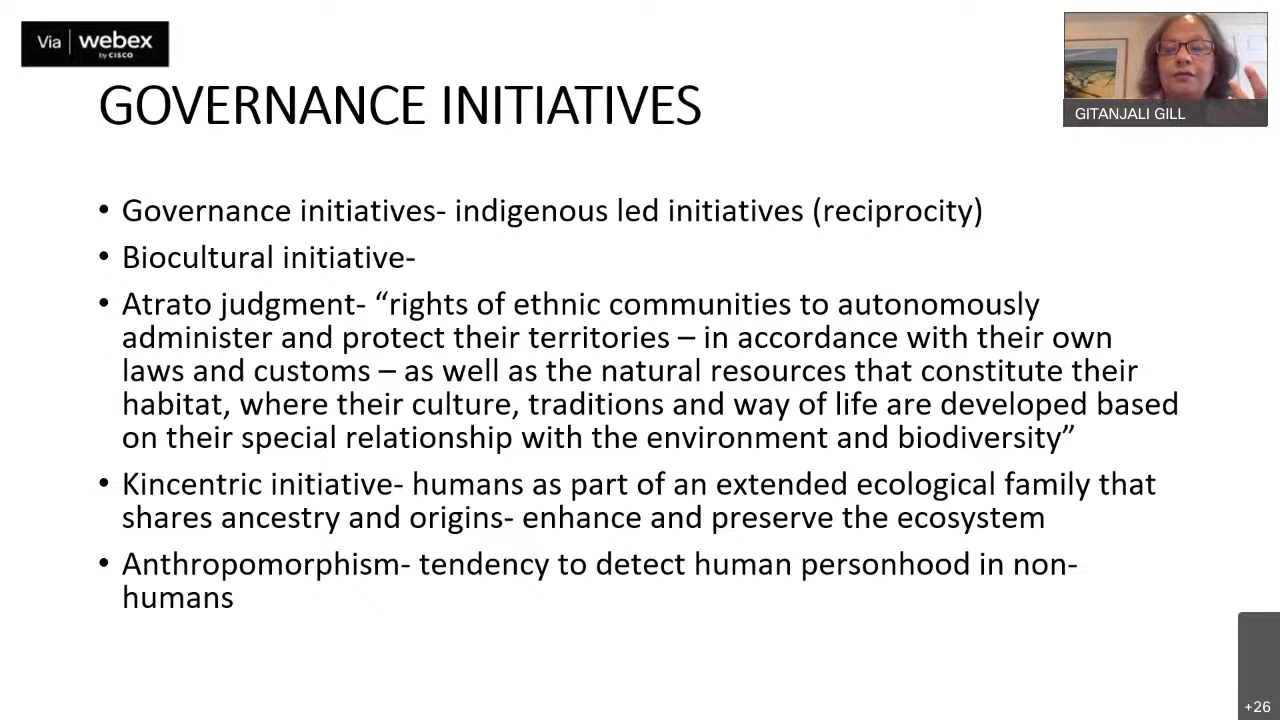 Via webex
by CISCO
GITANJALI GILL
GOVERNANCE INITIATIVES
• Governance initiatives- indigenous led initiatives (reciprocity)
• Biocultural initiative-
• Atrato judgment- “rights of ethnic communities to autonomously
administer and protect their territories – in accordance with their own
laws and customs – as well as the natural resources that constitute their
habitat, where their culture, traditions and way of life are developed based
on their special relationship with the environment and biodiversity”
• Kincentric initiative- humans as part of an extended ecological family that
shares ancestry and origins- enhance and preserve the ecosystem
• Anthropomorphism- tendency to detect human personhood in non-
humans
+26